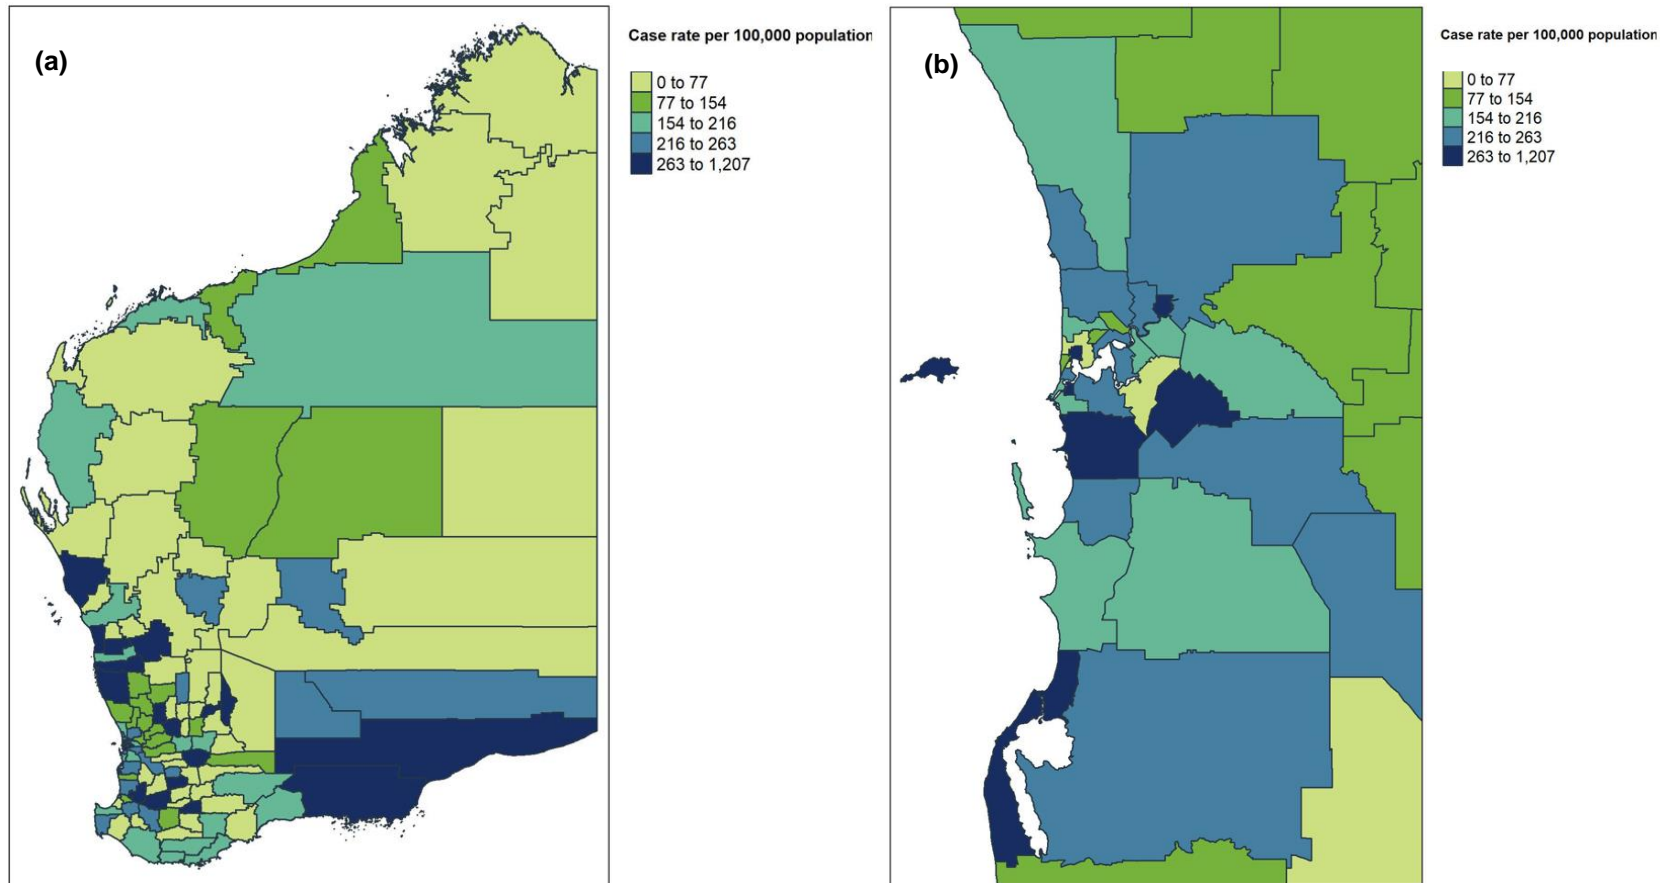 (a)
Case rate per 100,000 population
0 to 77
77 to 154
154 to 216
216 to 263
263 to 1,207
(b)
Case rate per 100,000 population
0 to 77
77 to 154
154 to 216
216 to 263
263 to 1,207